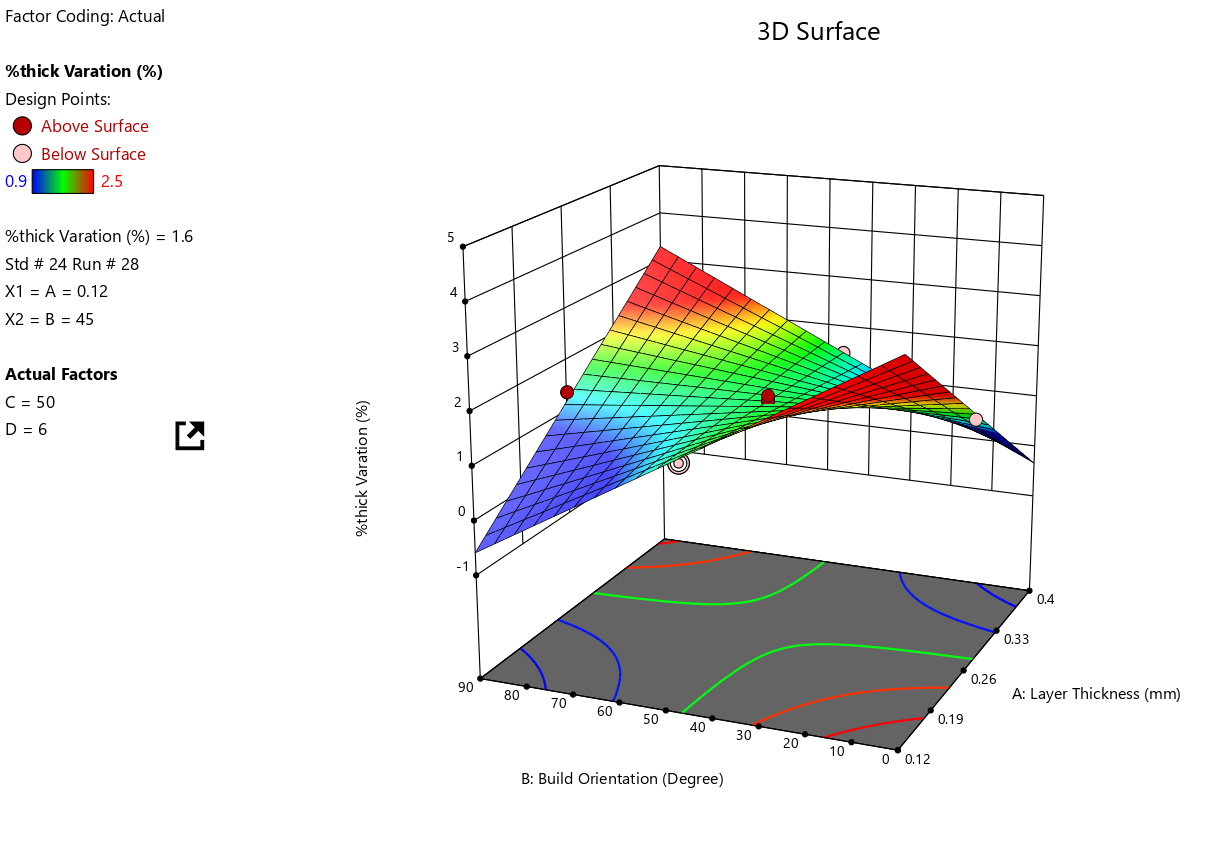 Factor Coding: Actual
3D Surface
%thick Varation (%)
Design Points:
Above Surface
Below Surface
0.9 2.5
%thick Varation (%) = 1.6
Std # 24 Run # 28
X1 = A = 0.12
X2 = B = 45
Actual Factors
C = 50
D = 6
5
4
3
2
1
0
-1
%thick Varation (%)
90
80
70
60
50
40
30
20
10
0
0.12
0.19
0.26
0.33
0.4
A: Layer Thickness (mm)
B: Build Orientation (Degree)